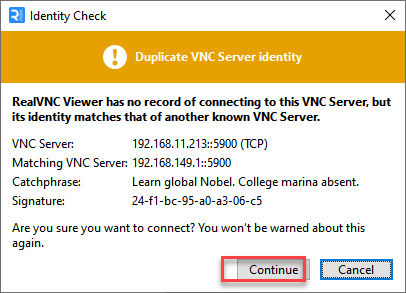 Identity Check
Duplicate VNC Server identity
RealVNC Viewer has no record of connecting to this VNC Server, but
its identity matches that of another known VNC Server.
VNC Server: 192.168.11.213::5900 (TCP)
Matching VNC Server: 192.168.149.1::5900
Catchphrase: Learn global Nobel. College marina absent.
Signature: 24-f1-bc-95-a0-a3-06-c5
Are you sure you want to connect? You won't be warned about this
again.
Continue Cancel